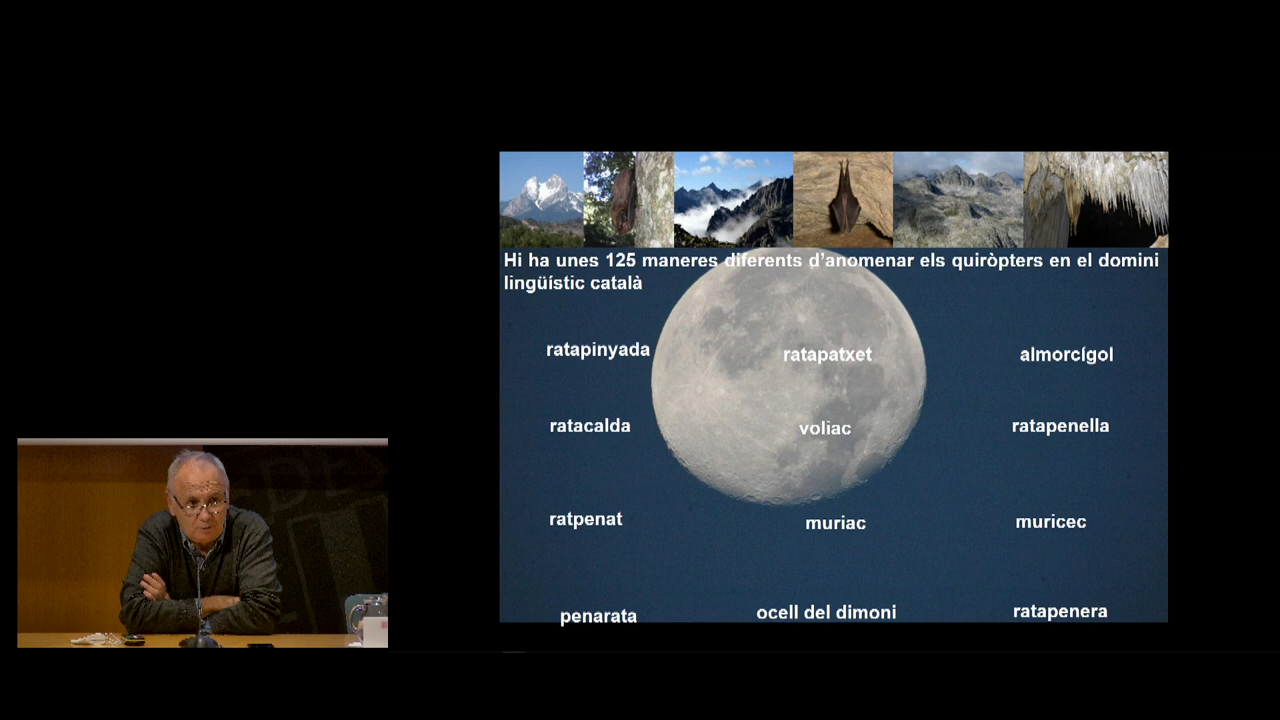 Hi ha unes 125 maneres diferents d'anomenar els quiròpters en el domini
lingüístic català
ratapinyada
ratapatxet
almorcígol
ratacalda
voliac
ratapenella
ratpenat
muriac
muricec
penarata
ocell del dimoni
ratapenera